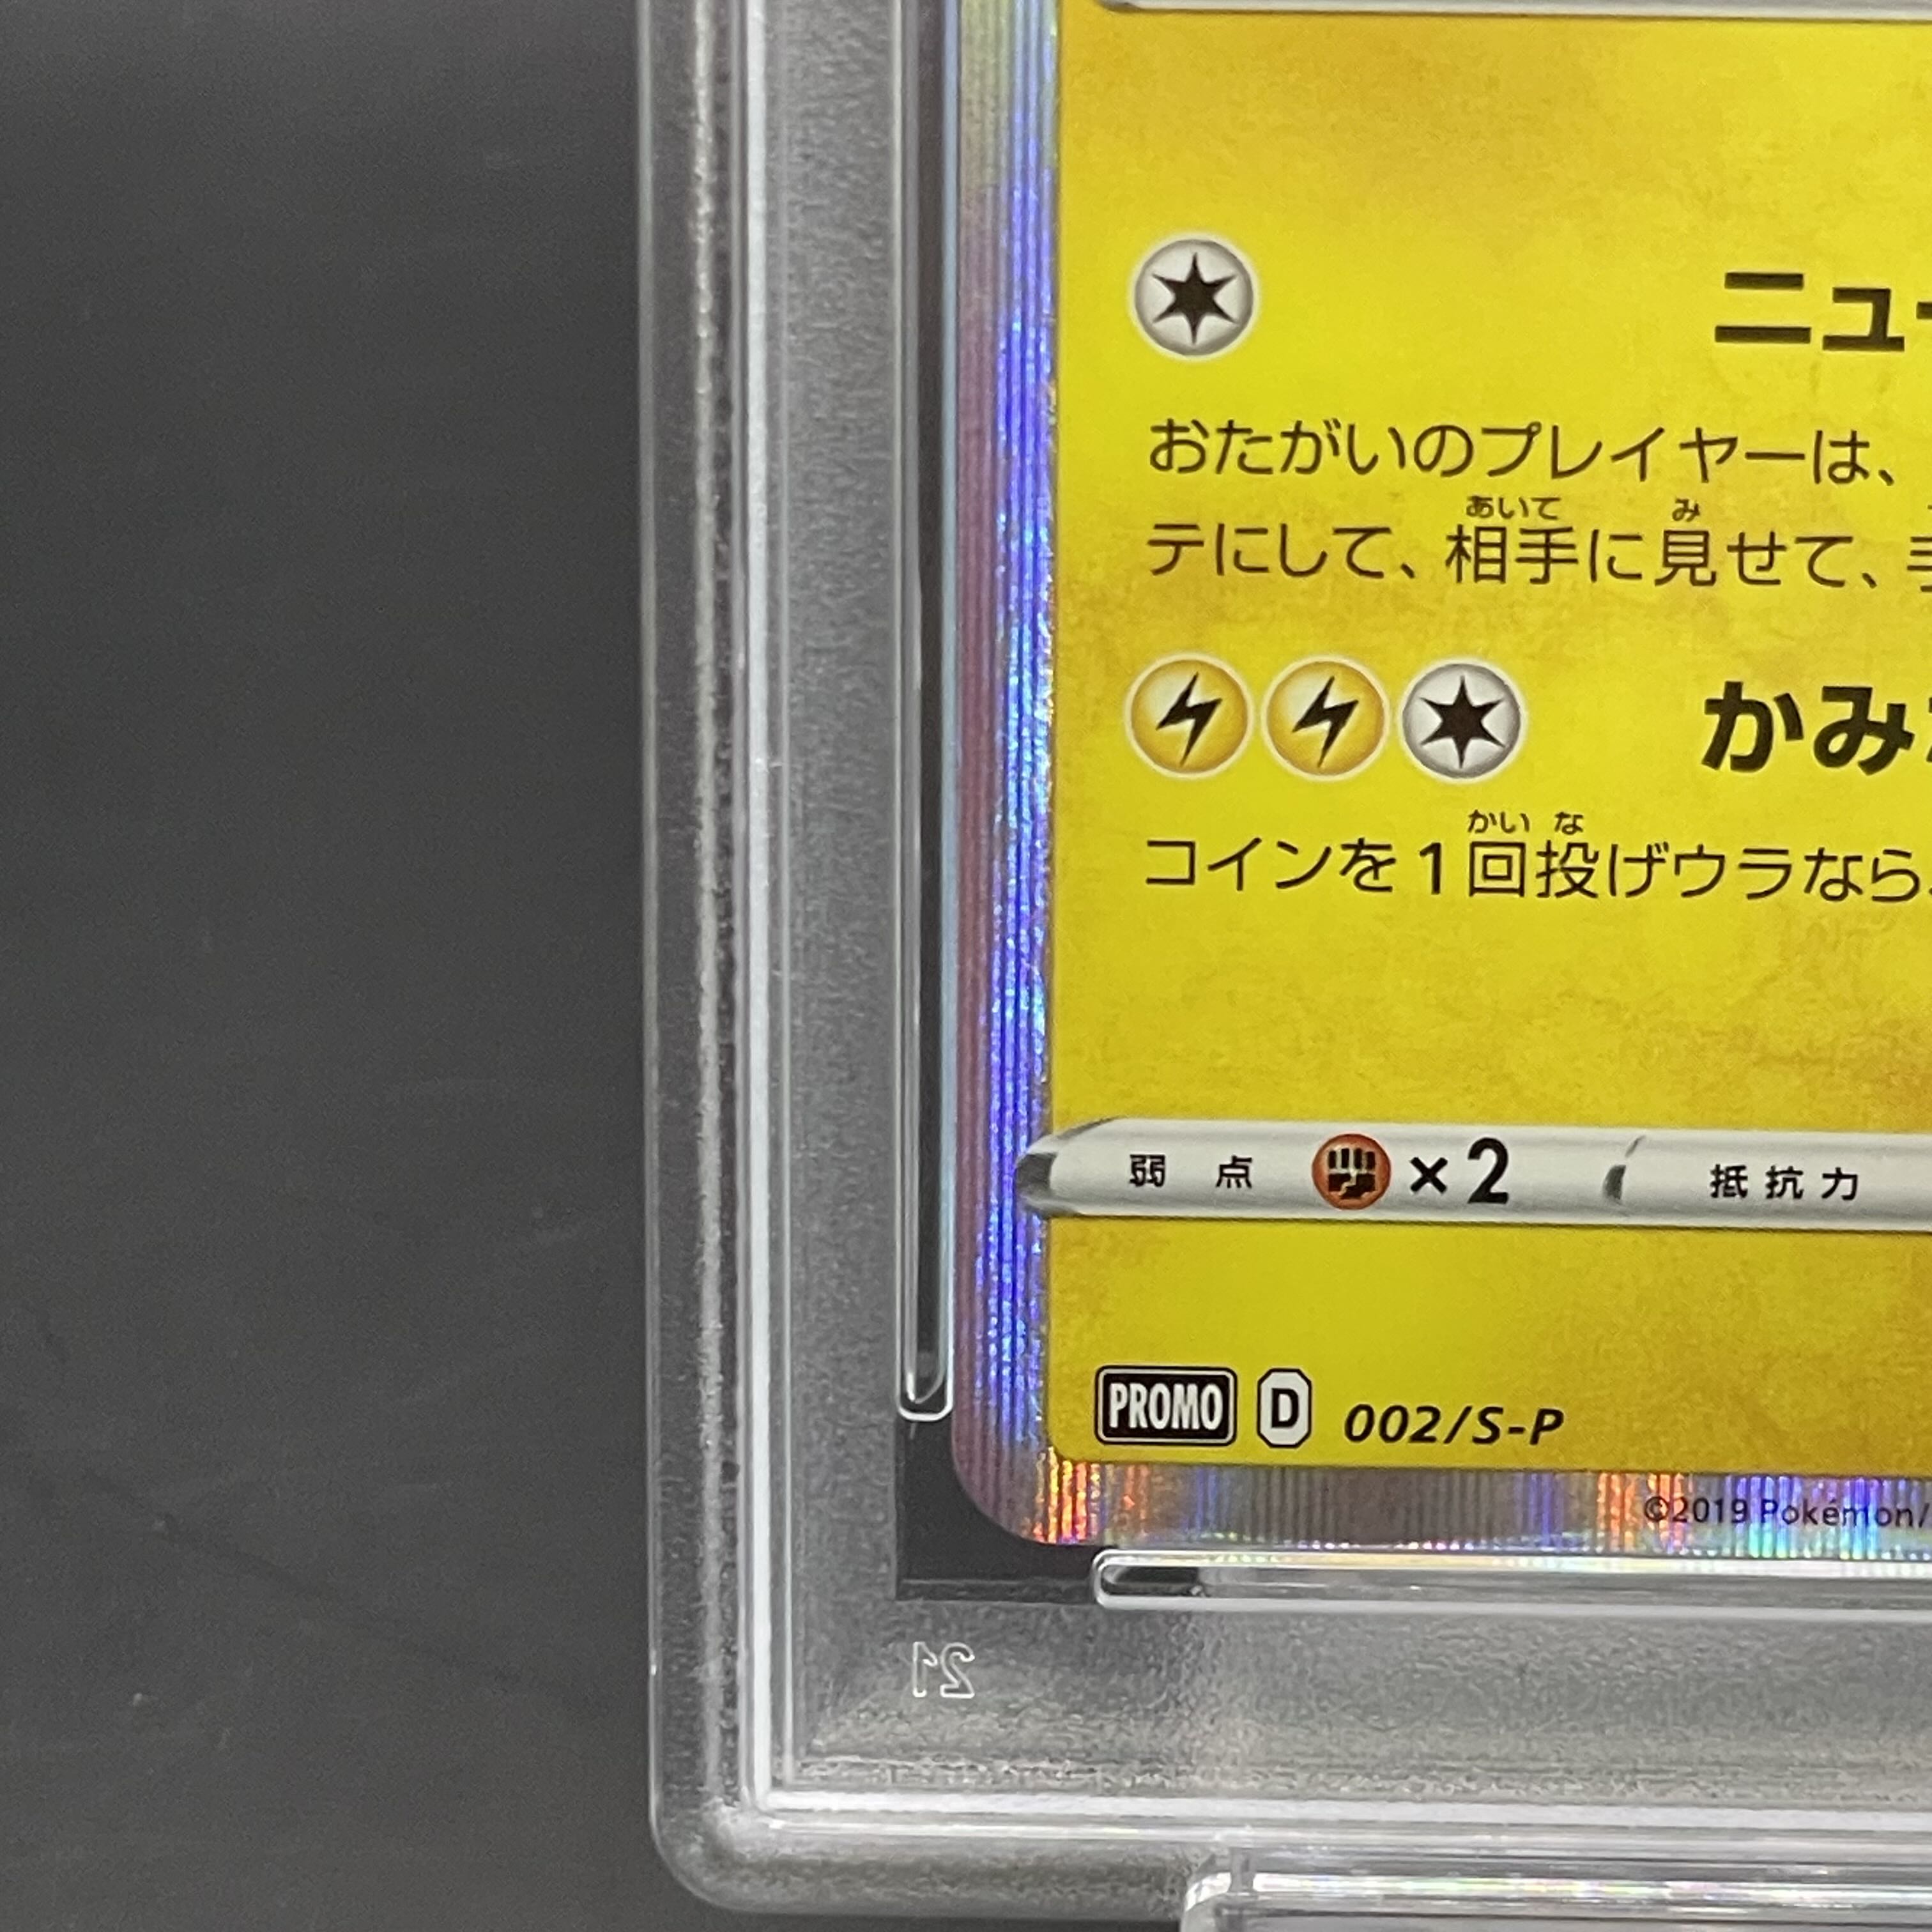 ニュー
おたがいのプレイヤーは、
あいて み
テにして、相手に見せて、手
かみ
かい な
コインを1回投げウラなら、
弱点 ×2 抵抗力
PROMO D 002/S-P
©2019 Pokémon/
21